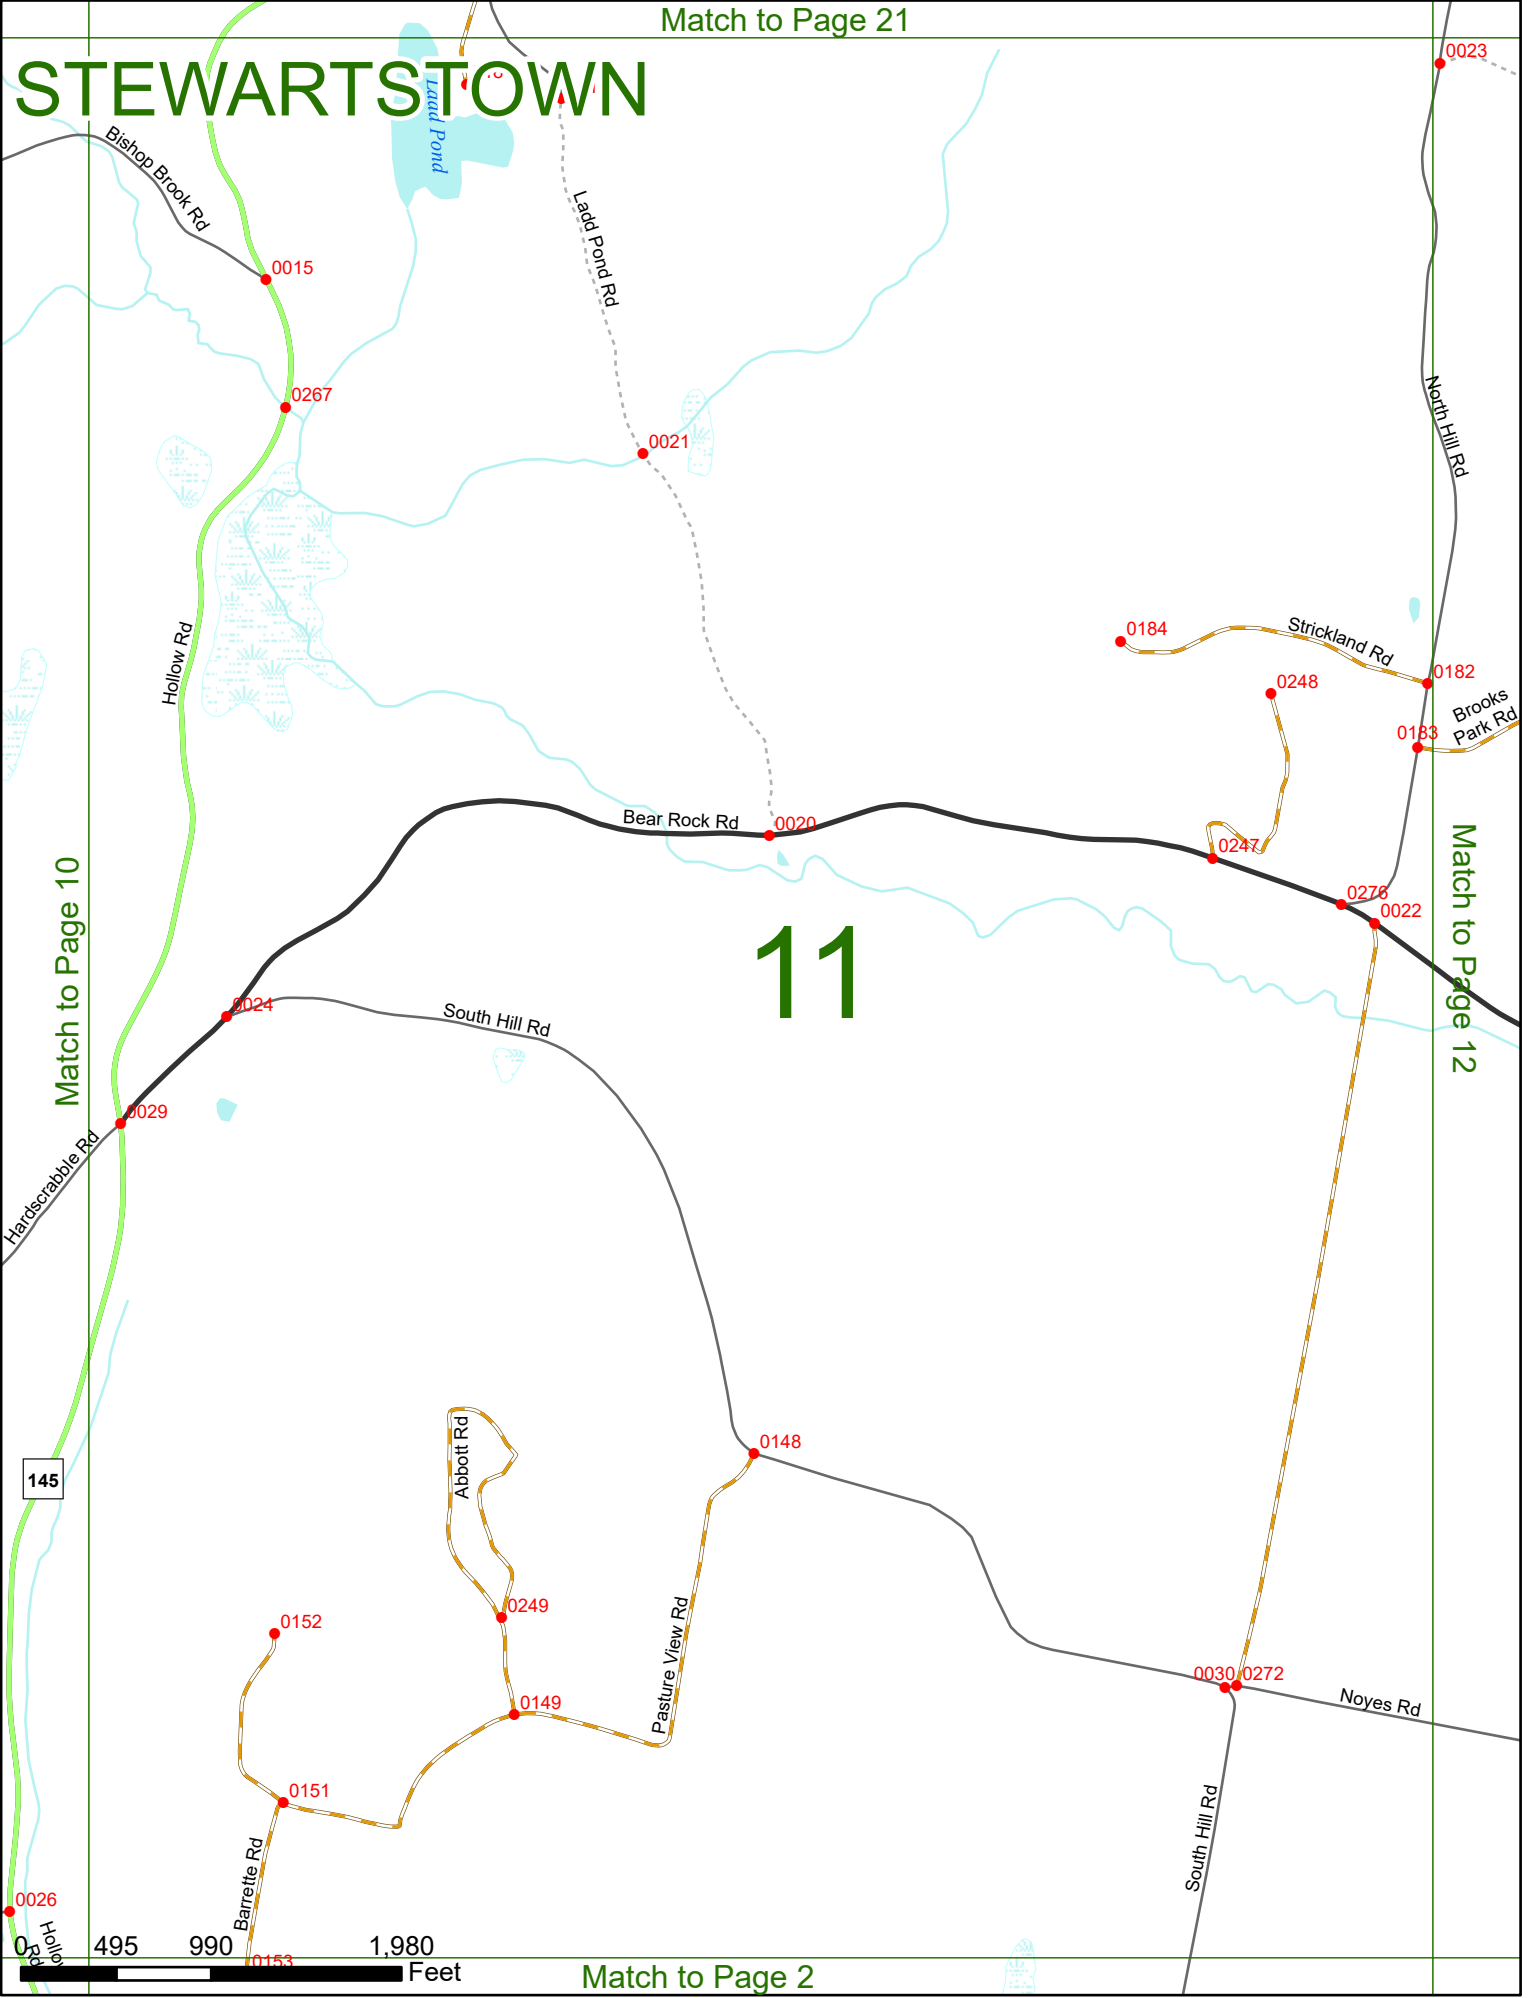 Match to Page 21
0023
STEWARTSTOWN
Ladd Pond
Bishop Brook Rd
Ladd Pond Rd
0015
0267
North Hill Rd
0021
Hollow Rd
0184
Strickland Rd
0182
0248
Brooks
Park Rd
0183
Bear Rock Rd
0020
0247
Match to Page 10
Match to Page 12
0276
0022
11
0024
South Hill Rd
0029
Hardscrabble Rd
Abbott Rd
0148
145
0249
0152
Pasture View Rd
0030
0272
0149
Noyes Rd
0151
South Hill Rd
Barrette Rd
0026
Hollow
Rd
0 495 990 1,980
Feet
0153
Match to Page 2